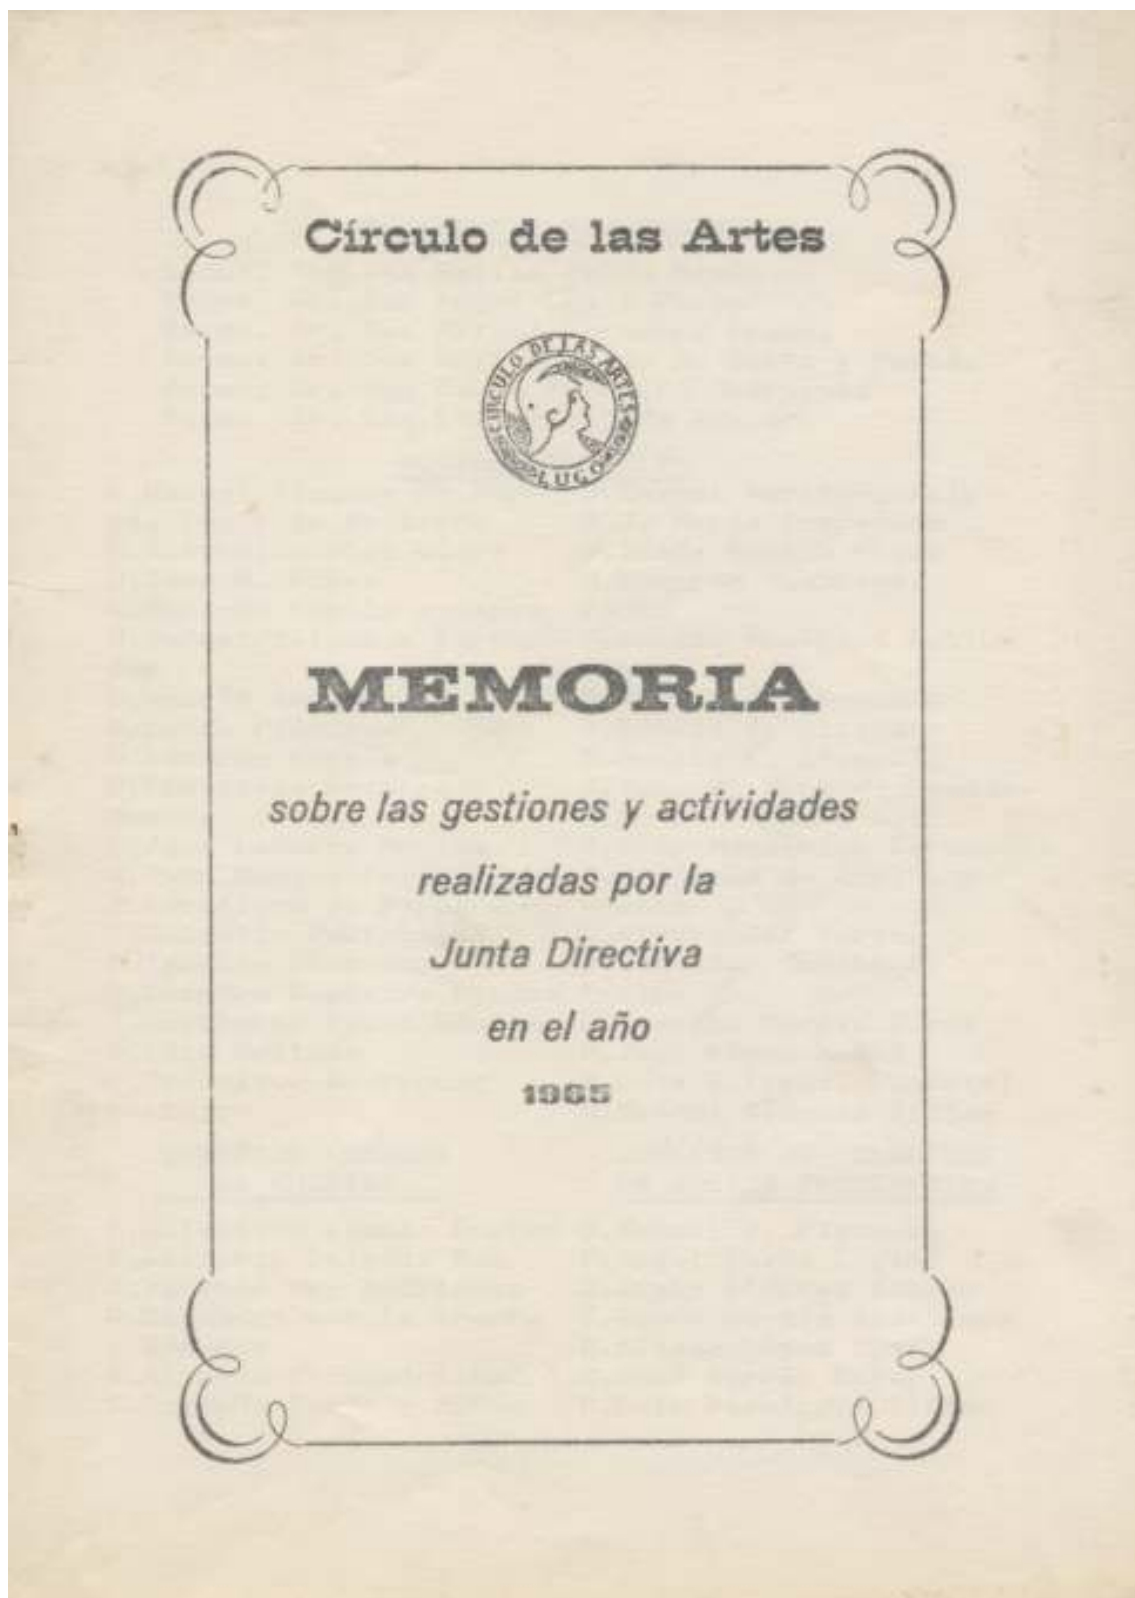 Círculo de las Artes
CIRCULO DE LAS ARTES
LUGO
MEMORIA
sobre las gestiones y actividades
realizadas por la
Junta Directiva
en el año
1965